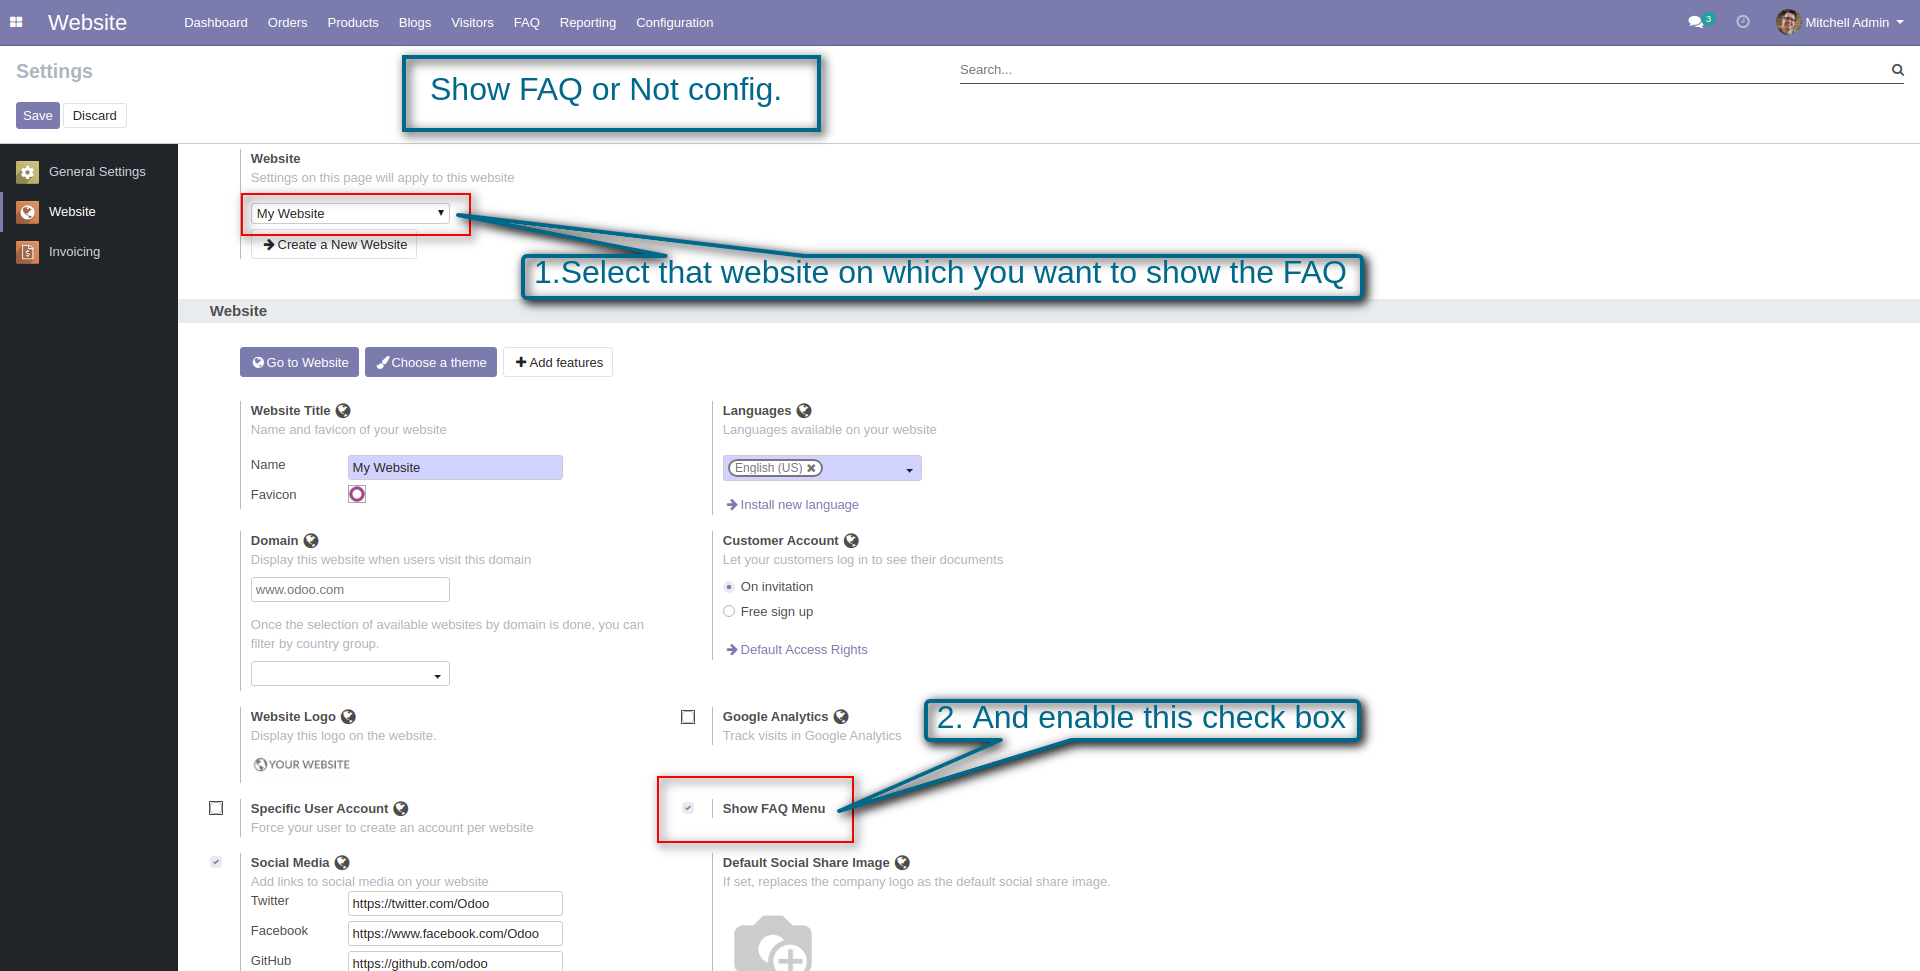 Website
Dashboard Orders Products Blogs Visitors FAQ Reporting Configuration
3
Mitchell Admin
Settings
Show FAQ or Not config.
Search...
Save Discard
General Settings
Website
Invoicing
Website
Settings on this page will apply to this website
My Website
Create a New Website
1.Select that website on which you want to show the FAQ
Website
Go to Website Choose a theme Add features
Website Title
Name and favicon of your website
Name My Website
Favicon
Languages
Languages available on your website
English (US)
Install new language
Domain
Display this website when users visit this domain
www.odoo.com
Once the selection of available websites by domain is done, you can
filter by country group.
Customer Account
Let your customers log in to see their documents
On invitation
Free sign up
Default Access Rights
Website Logo
Display this logo on the website.
YOUR WEBSITE
Google Analytics
Track visits in Google Analytics
2. And enable this check box
Specific User Account
Force your user to create an account per website
Show FAQ Menu
Social Media
Add links to social media on your website
Twitter https://twitter.com/Odoo
Facebook https://www.facebook.com/Odoo
GitHub https://github.com/odoo
Default Social Share Image
If set, replaces the company logo as the default social share image.